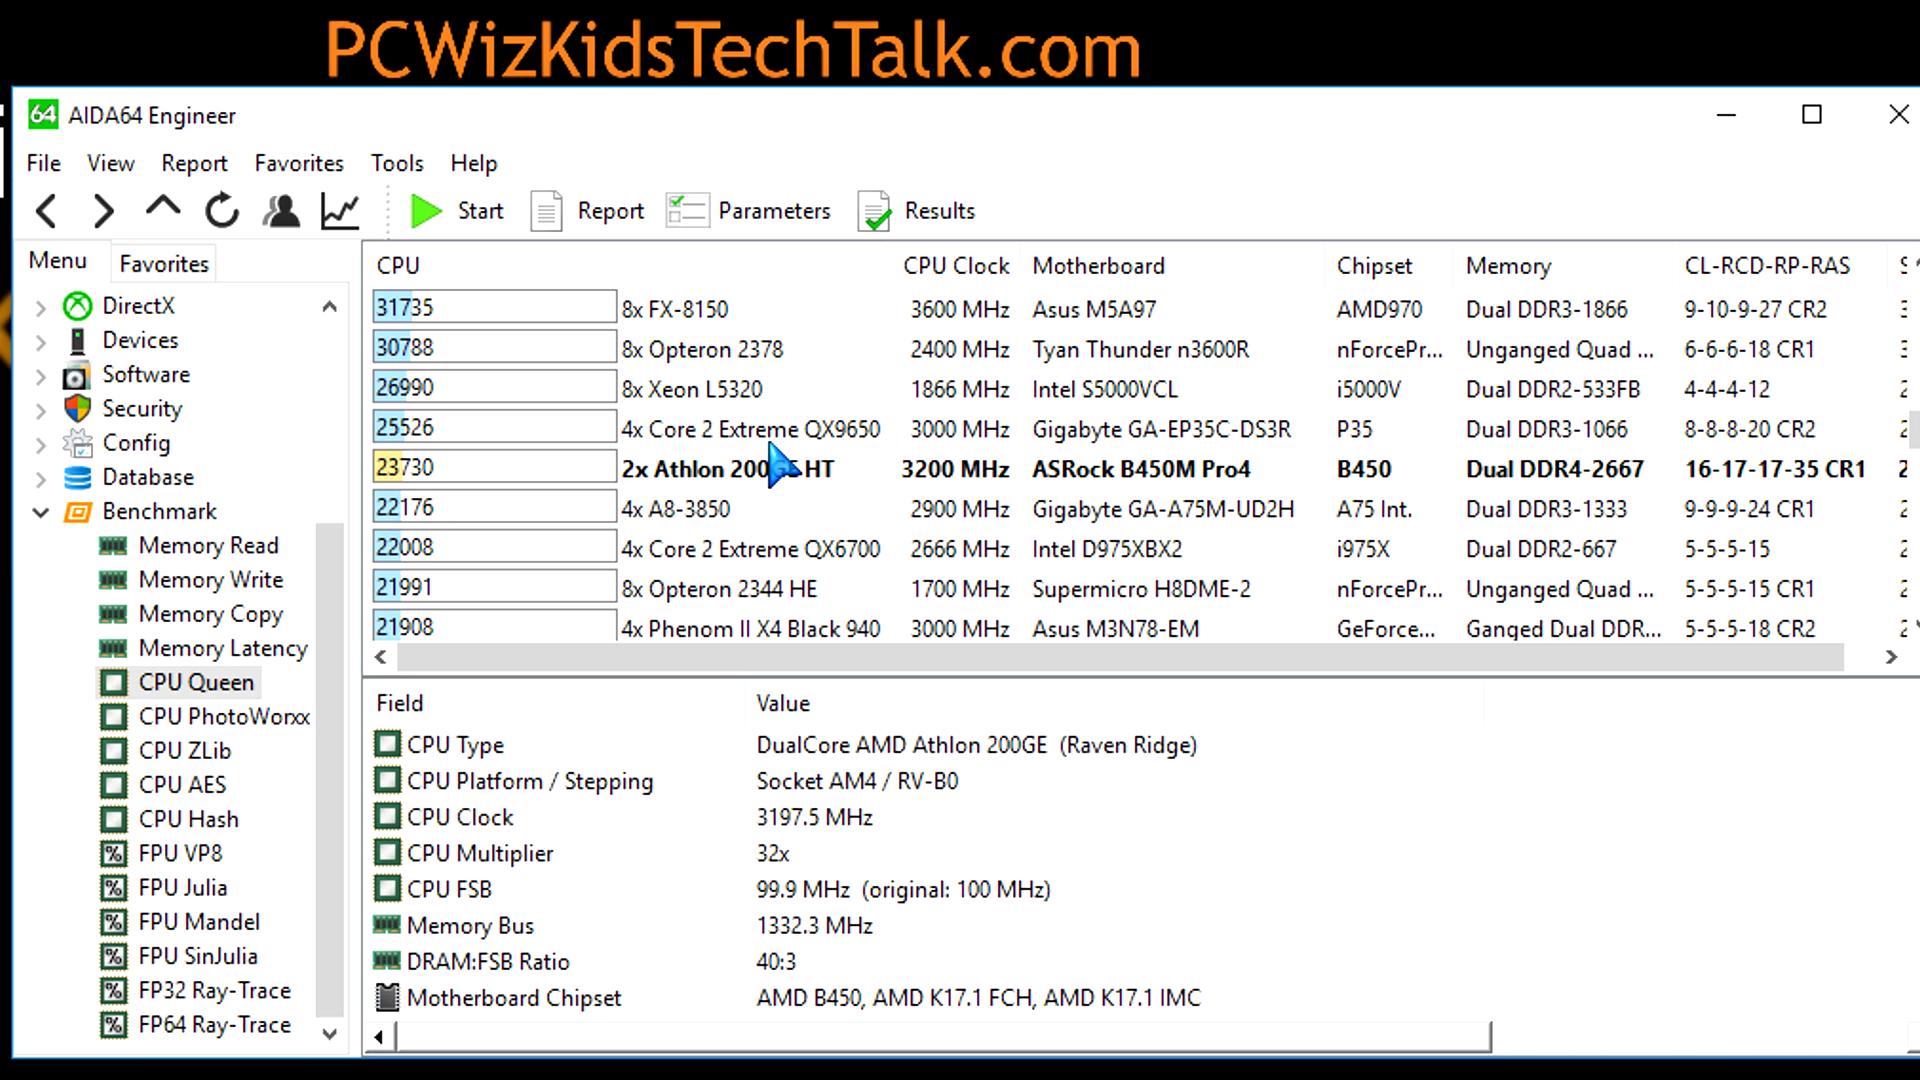 PCWizKidsTechTalk.com
64 AIDA64 Engineer
File View Report Favorites Tools Help
Start Report Parameters Results
Menu Favorites
DirectX
Devices
Software
Security
Config
Database
Benchmark
Memory Read
Memory Write
Memory Copy
Memory Latency
CPU Queen
CPU PhotoWorxx
CPU ZLib
CPU AES
CPU Hash
FPU VP8
FPU Julia
FPU Mandel
FPU SinJulia
FP32 Ray-Trace
FP64 Ray-Trace
CPU CPU Clock Motherboard Chipset Memory CL-RCD-RP-RAS
31735 8x FX-8150 3600 MHz Asus M5A97 AMD970 Dual DDR3-1866 9-10-9-27 CR2
30788 8x Opteron 2378 2400 MHz Tyan Thunder n3600R nForcePr... Unganged Quad ... 6-6-6-18 CR1
26990 8x Xeon L5320 1866 MHz Intel S5000VCL i5000V Dual DDR2-533FB 4-4-4-12
25526 4x Core 2 Extreme QX9650 3000 MHz Gigabyte GA-EP35C-DS3R P35 Dual DDR3-1066 8-8-8-20 CR2
23730 2x Athlon 200 HT 3200 MHz ASRock B450M Pro4 B450 Dual DDR4-2667 16-17-17-35 CR1
22176 4x A8-3850 2900 MHz Gigabyte GA-A75M-UD2H A75 Int. Dual DDR3-1333 9-9-9-24 CR1
22008 4x Core 2 Extreme QX6700 2666 MHz Intel D975XBX2 i975X Dual DDR2-667 5-5-5-15
21991 8x Opteron 2344 HE 1700 MHz Supermicro H8DME-2 nForcePr... Unganged Quad ... 5-5-5-15 CR1
21908 4x Phenom II X4 Black 940 3000 MHz Asus M3N78-EM GeForce... Ganged Dual DDR... 5-5-5-18 CR2
Field Value
CPU Type DualCore AMD Athlon 200GE (Raven Ridge)
CPU Platform / Stepping Socket AM4 / RV-B0
CPU Clock 3197.5 MHz
CPU Multiplier 32x
CPU FSB 99.9 MHz (original: 100 MHz)
Memory Bus 1332.3 MHz
DRAM:FSB Ratio 40:3
Motherboard Chipset AMD B450, AMD K17.1 FCH, AMD K17.1 IMC